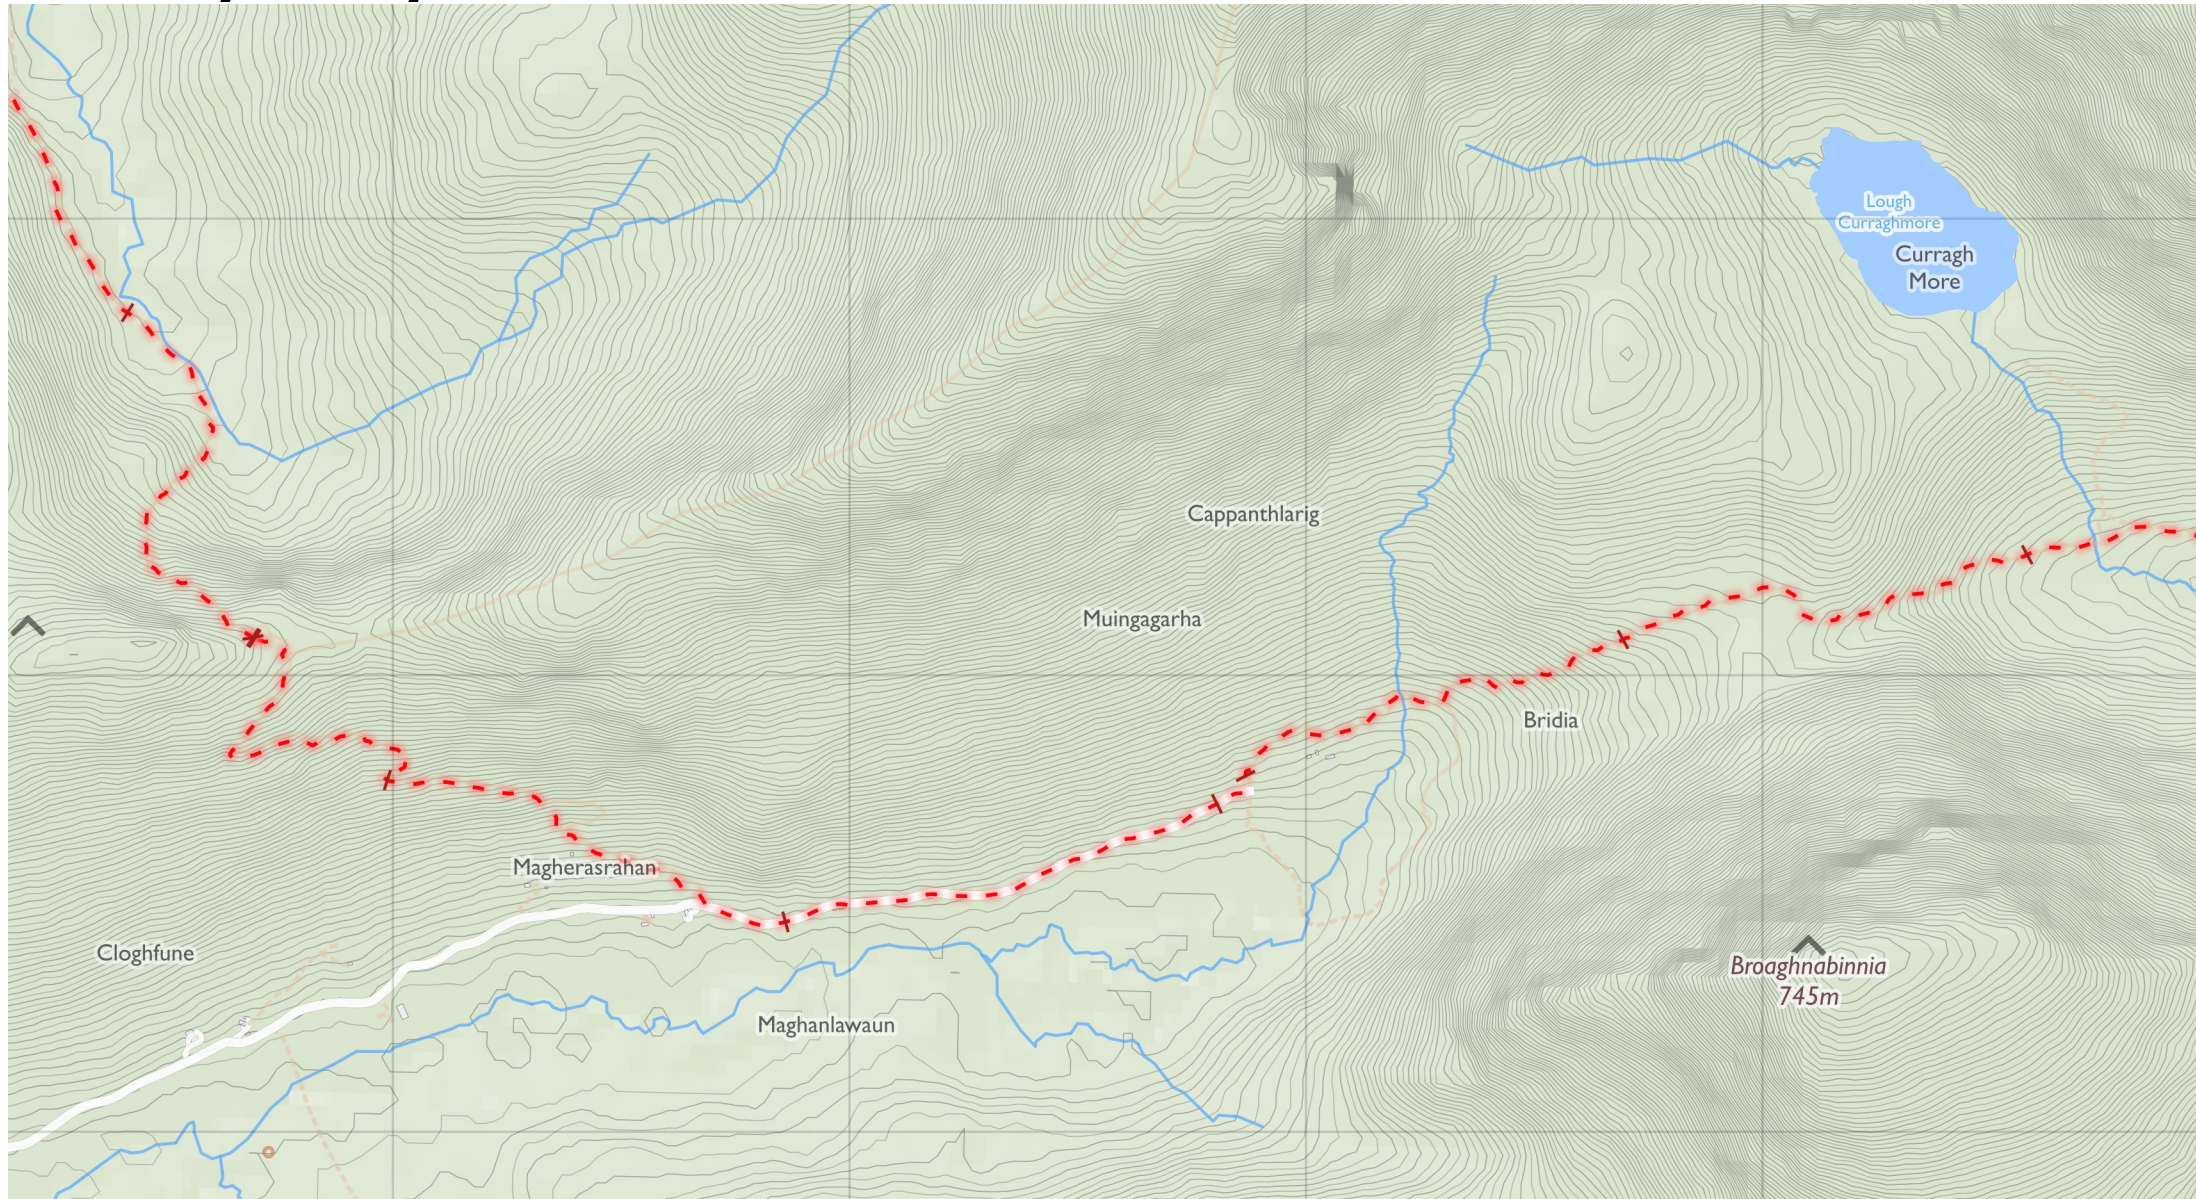 Lough
Curraghmore
Curragh
More
Cappanthlarig
Muingagarha
Bridia
Magherasrahan
Cloghfune
Broaghnabinnia
745m
Maghanlawaun